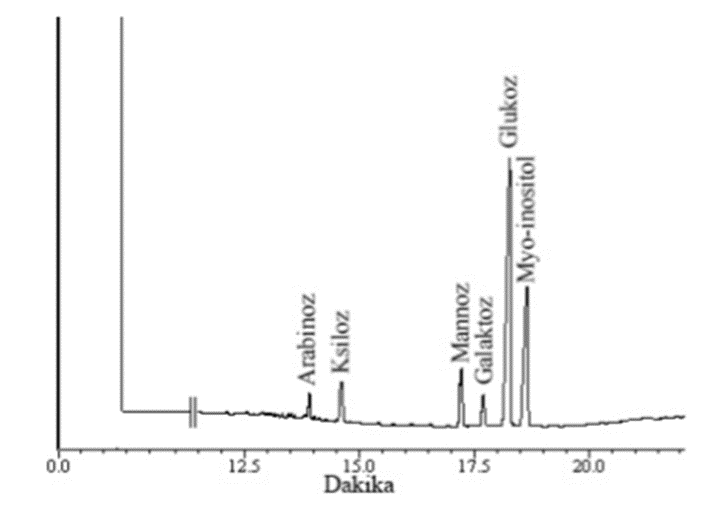 Glukoz
Myo-inositol
Arabinoz
Ksiloz
Mannoz
Galaktoz
0.0 12.5 15.0 17.5 20.0
Dakika